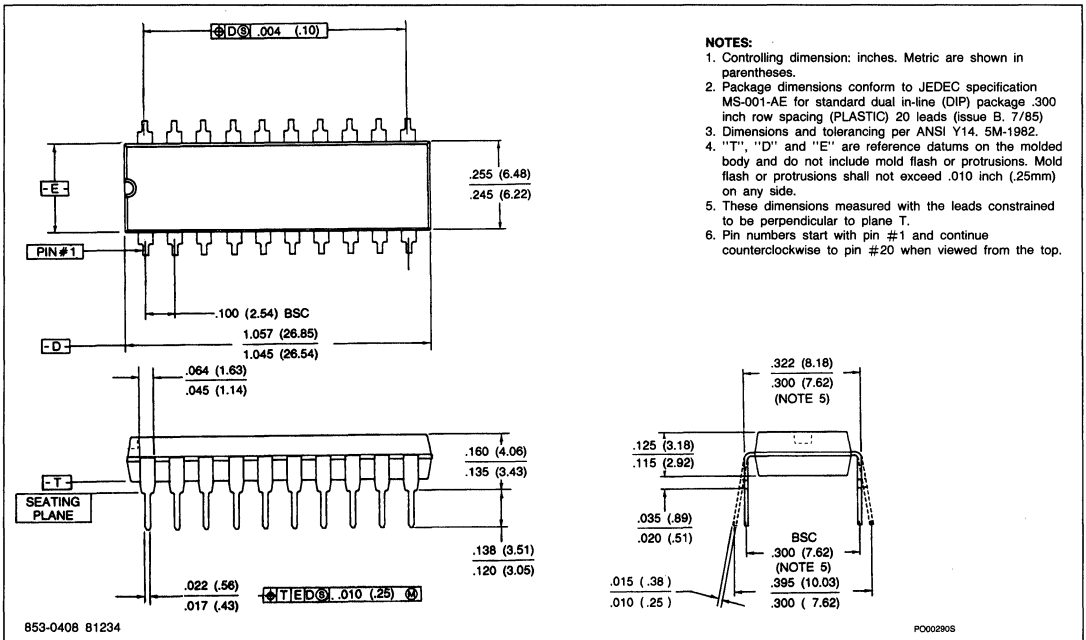 ⌖ D Ⓢ .004 (.10)
-E-
PIN#1
.255 (6.48)
.245 (6.22)
.100 (2.54) BSC
-D-
1.057 (26.85)
1.045 (26.54)
.064 (1.63)
.045 (1.14)
-T-
SEATING
PLANE
.160 (4.06)
.135 (3.43)
.138 (3.51)
.120 (3.05)
.022 (.56)
.017 (.43)
⌖ T E D Ⓢ .010 (.25) Ⓜ
853-0408 81234
NOTES:
1. Controlling dimension: inches. Metric are shown in
parentheses.
2. Package dimensions conform to JEDEC specification
MS-001-AE for standard dual in-line (DIP) package .300
inch row spacing (PLASTIC) 20 leads (issue B. 7/85)
3. Dimensions and tolerancing per ANSI Y14. 5M-1982.
4. "T", "D" and "E" are reference datums on the molded
body and do not include mold flash or protrusions. Mold
flash or protrusions shall not exceed .010 inch (.25mm)
on any side.
5. These dimensions measured with the leads constrained
to be perpendicular to plane T.
6. Pin numbers start with pin #1 and continue
counterclockwise to pin #20 when viewed from the top.
.322 (8.18)
.300 (7.62)
(NOTE 5)
.125 (3.18)
.115 (2.92)
.035 (.89)
.020 (.51)
BSC
.300 (7.62)
(NOTE 5)
.395 (10.03)
.300 ( 7.62)
.015 (.38 )
.010 (.25 )
PO00290S